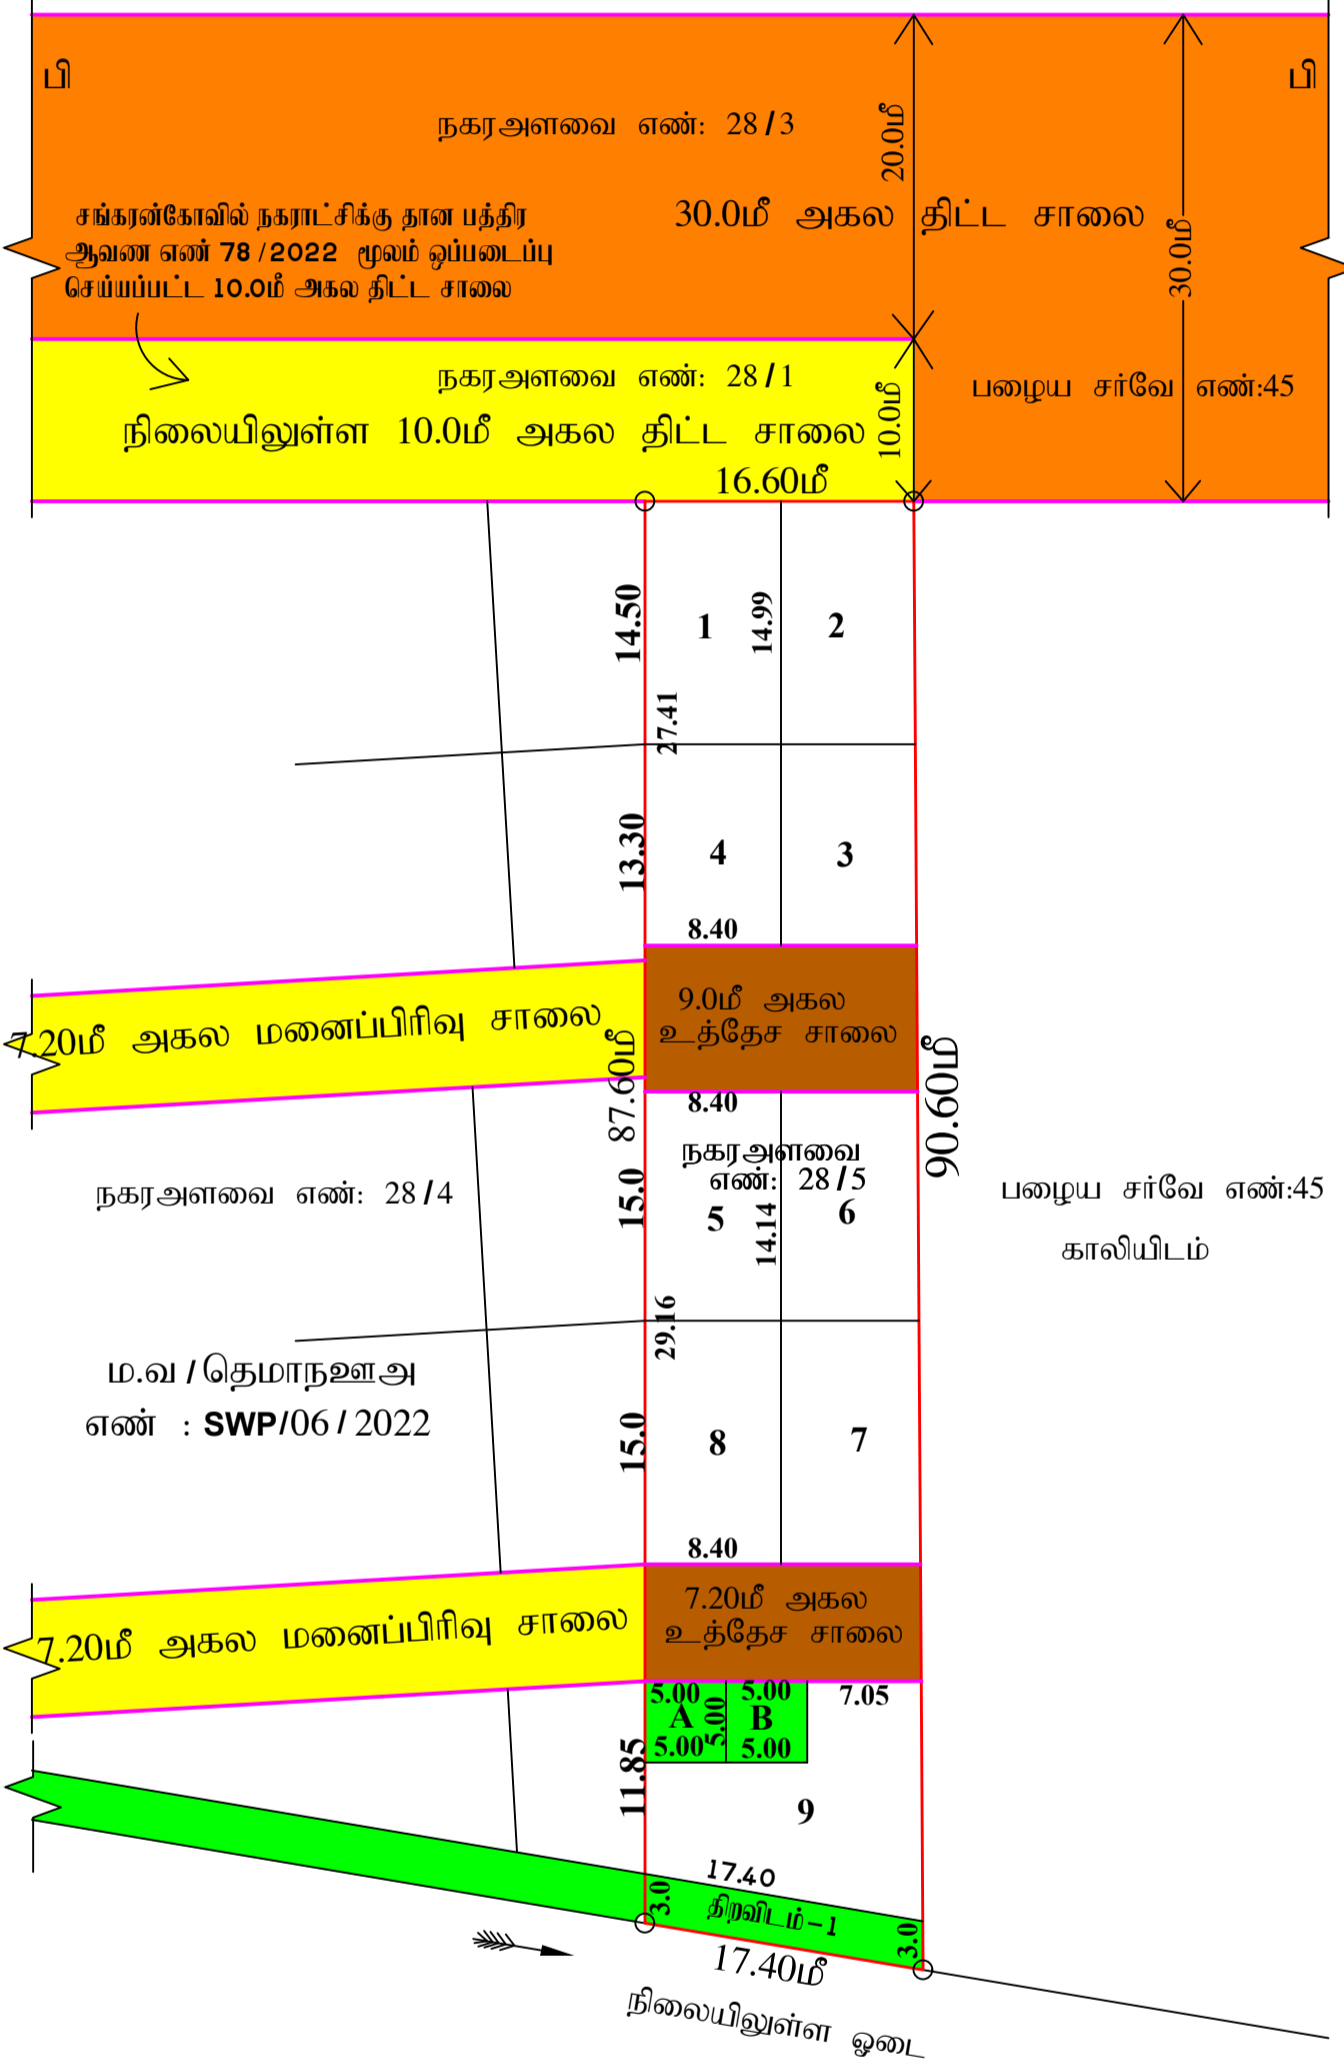 பி
பி
நகரஅளவை எண்: 28/3
20.0மீ
சங்கரன்கோவில் நகராட்சிக்கு தான பத்திர
ஆவண எண் 78/2022 மூலம் ஒப்படைப்பு
செய்யப்பட்ட 10.0மீ அகல திட்ட சாலை
30.0மீ அகல திட்ட சாலை
30.0மீ
நகரஅளவை எண்: 28/1
நிலையிலுள்ள 10.0மீ அகல திட்ட சாலை
10.0மீ
பழைய சர்வே எண்:45
16.60மீ
14.50
1
14.99
2
27.41
13.30
4
3
8.40
7.20மீ அகல மனைப்பிரிவு சாலை
9.0மீ அகல
உத்தேச சாலை
87.60மீ
90.60மீ
8.40
நகரஅளவை
எண்: 28/5
நகரஅளவை எண்: 28/4
15.0
5
14.14
6
பழைய சர்வே எண்:45
காலியிடம்
29.16
ம.வ/தெமாநஊஅ
எண் : SWP/06/2022
15.0
8
7
8.40
7.20மீ அகல மனைப்பிரிவு சாலை
7.20மீ அகல
உத்தேச சாலை
5.00
5.00
7.05
A
5.00
B
5.00
5.00
11.85
9
17.40
3.0
திறவிடம்-1
3.0
17.40மீ
நிலையிலுள்ள ஓடை